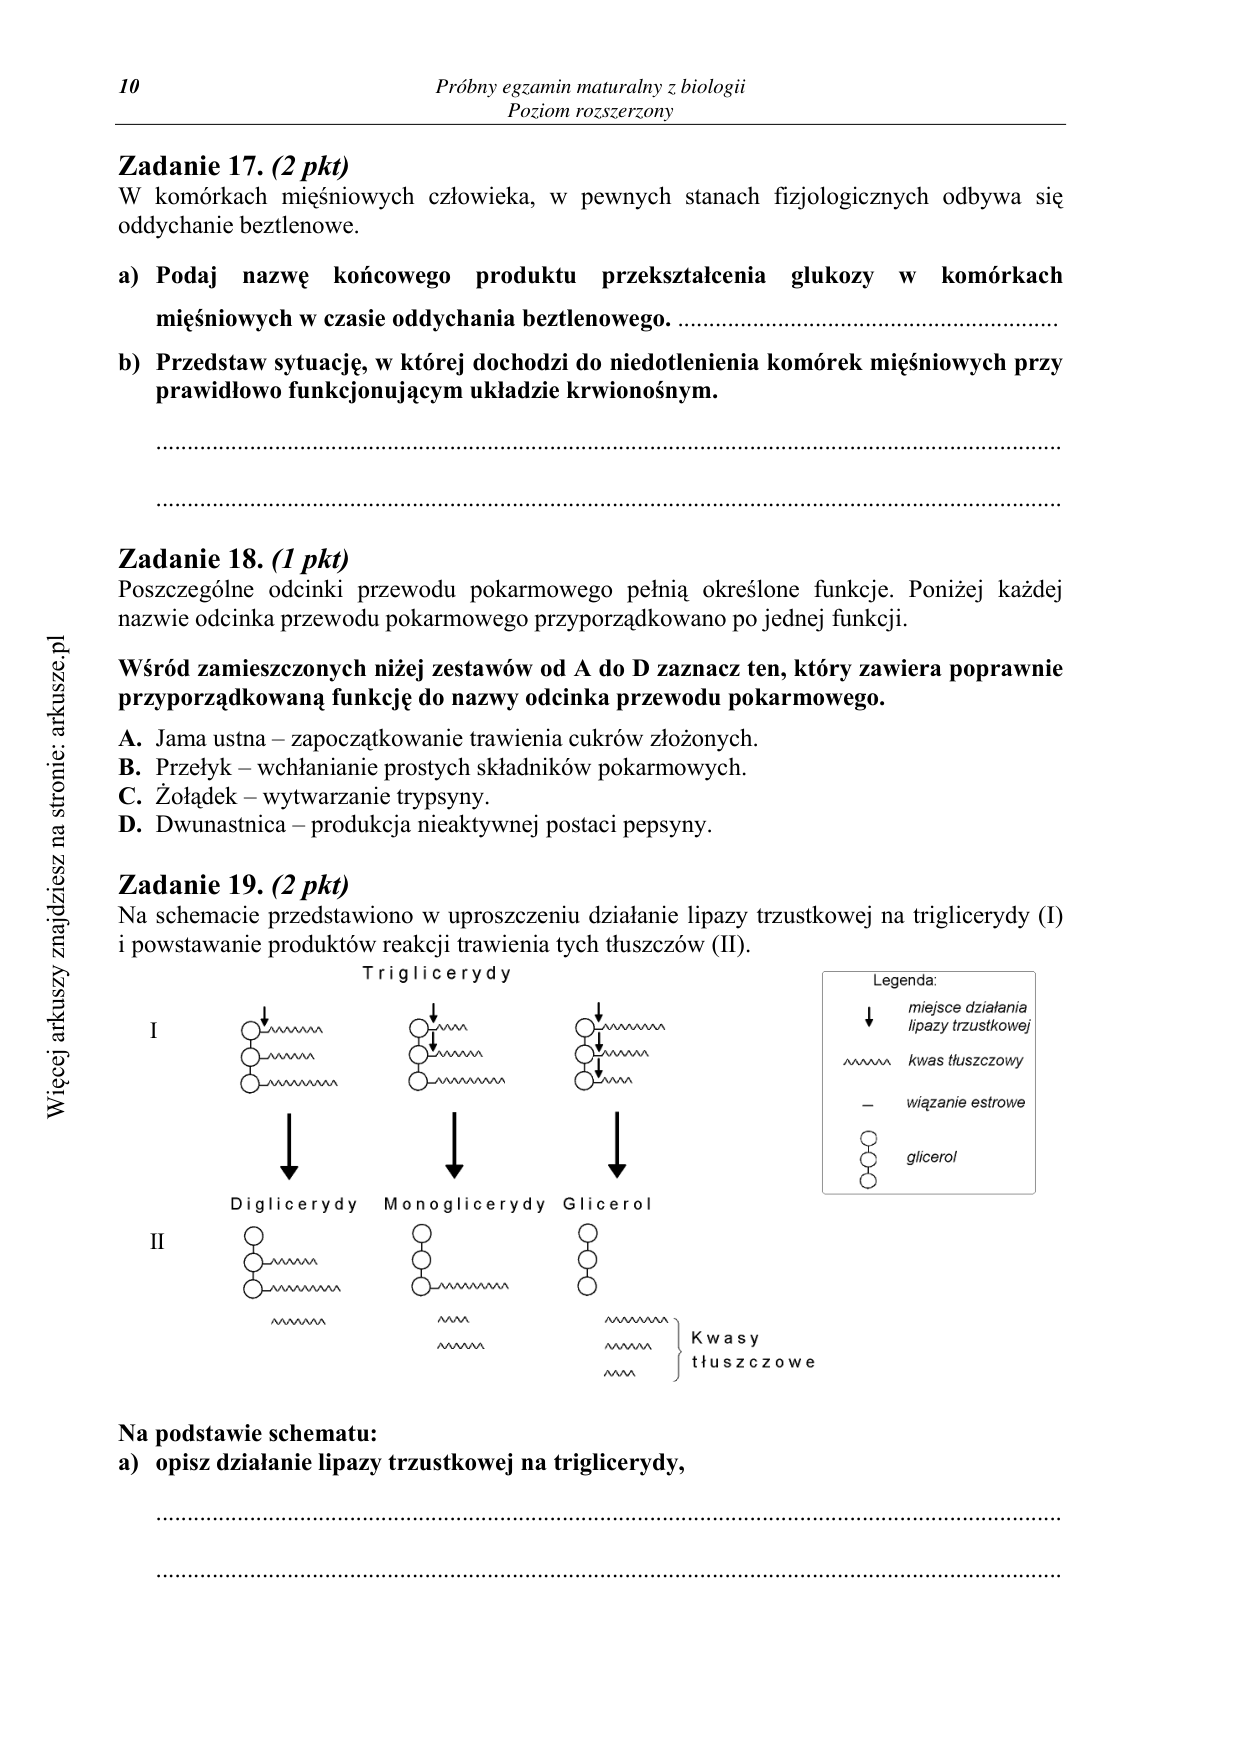 10
Próbny egzamin maturalny z biologii
Poziom rozszerzony
Zadanie 17. (2 pkt)
W komórkach mięśniowych człowieka, w pewnych stanach fizjologicznych odbywa się
oddychanie beztlenowe.
a) Podaj nazwę końcowego produktu przekształcenia glukozy w komórkach
mięśniowych w czasie oddychania beztlenowego. .............................................................
b) Przedstaw sytuację, w której dochodzi do niedotlenienia komórek mięśniowych przy
prawidłowo funkcjonującym układzie krwionośnym.
.................................................................................................................................................
.................................................................................................................................................
Zadanie 18. (1 pkt)
Poszczególne odcinki przewodu pokarmowego pełnią określone funkcje. Poniżej każdej
nazwie odcinka przewodu pokarmowego przyporządkowano po jednej funkcji.
Wśród zamieszczonych niżej zestawów od A do D zaznacz ten, który zawiera poprawnie
przyporządkowaną funkcję do nazwy odcinka przewodu pokarmowego.
A. Jama ustna – zapoczątkowanie trawienia cukrów złożonych.
B. Przełyk – wchłanianie prostych składników pokarmowych.
C. Żołądek – wytwarzanie trypsyny.
D. Dwunastnica – produkcja nieaktywnej postaci pepsyny.
Zadanie 19. (2 pkt)
Na schemacie przedstawiono w uproszczeniu działanie lipazy trzustkowej na triglicerydy (I)
i powstawanie produktów reakcji trawienia tych tłuszczów (II).
Triglicerydy
I
Legenda:
miejsce działania
lipazy trzustkowej
kwas tłuszczowy
wiązanie estrowe
glicerol
Diglicerydy Monoglicerydy Glicerol
II
Kwasy
tłuszczowe
Na podstawie schematu:
a) opisz działanie lipazy trzustkowej na triglicerydy,
.................................................................................................................................................
.................................................................................................................................................
Więcej arkuszy znajdziesz na stronie: arkusze.pl